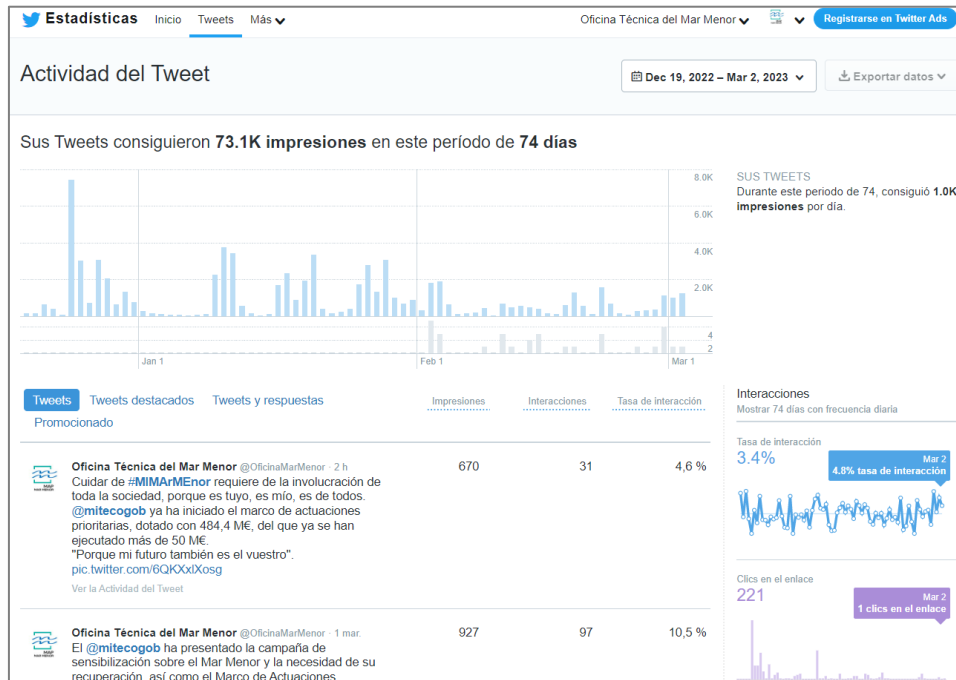 Estadísticas Inicio Tweets Más
Oficina Técnica del Mar Menor
Registrarse en Twitter Ads
Actividad del Tweet
Dec 19, 2022 – Mar 2, 2023
Exportar datos
Sus Tweets consiguieron 73.1K impresiones en este período de 74 días
8.0K
6.0K
4.0K
2.0K
4
2
Jan 1
Feb 1
Mar 1
SUS TWEETS
Durante este periodo de 74, consiguió 1.0K
impresiones por día.
Tweets Tweets destacados Tweets y respuestas
Promocionado
Impresiones Interacciones Tasa de interacción
Oficina Técnica del Mar Menor @OficinaMarMenor · 2 h
670 31 4,6 %
Cuidar de #MIMArMEnor requiere de la involucración de
toda la sociedad, porque es tuyo, es mío, es de todos.
@mitecogob ya ha iniciado el marco de actuaciones
prioritarias, dotado con 484,4 M€, del que ya se han
ejecutado más de 50 M€.
"Porque mi futuro también es el vuestro".
pic.twitter.com/6QKXxlXosg
Ver la Actividad del Tweet
Oficina Técnica del Mar Menor @OficinaMarMenor · 1 mar.
927 97 10,5 %
El @mitecogob ha presentado la campaña de
sensibilización sobre el Mar Menor y la necesidad de su
recuperación, así como el Marco de Actuaciones
Interacciones
Mostrar 74 días con frecuencia diaria
Tasa de interacción
3.4%
Mar 2
4.8% tasa de interacción
Clics en el enlace
221
Mar 2
1 clics en el enlace